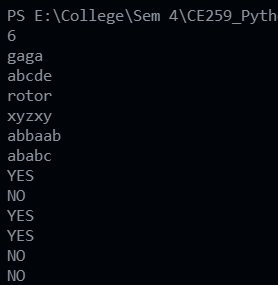 PS E:\College\Sem 4\CE259_Pyth
6
gaga
abcde
rotor
xyzxy
abbaab
ababc
YES
NO
YES
YES
NO
NO